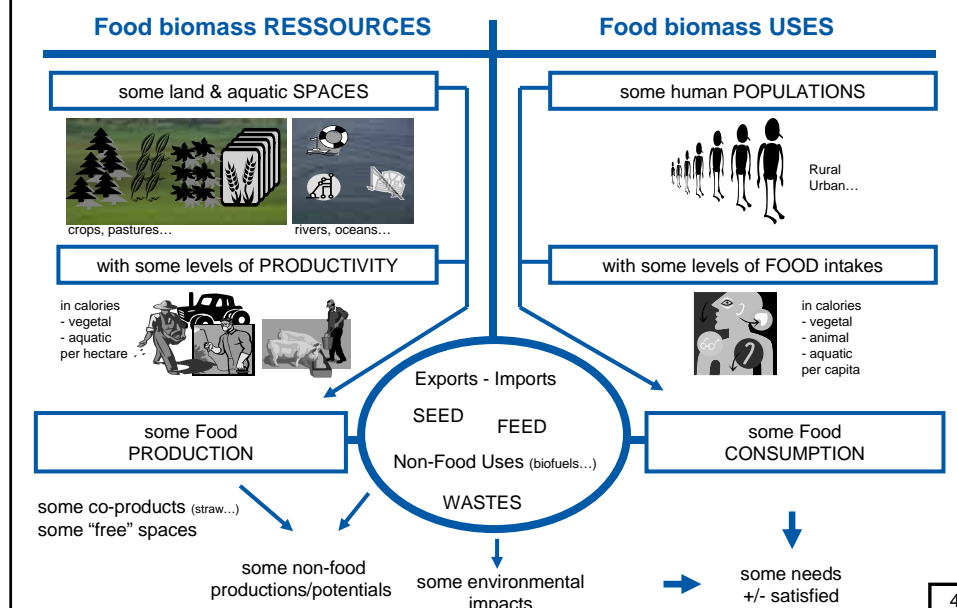 Food biomass RESSOURCES
Food biomass USES
some land & aquatic SPACES
some human POPULATIONS
Rural
Urban…
crops, pastures…
rivers, oceans…
with some levels of PRODUCTIVITY
with some levels of FOOD intakes
in calories
- vegetal
- aquatic
per hectare
in calories
- vegetal
- animal
- aquatic
per capita
Exports - Imports
SEED
FEED
Non-Food Uses (biofuels…)
WASTES
some Food
PRODUCTION
some Food
CONSUMPTION
some co-products (straw…)
some “free” spaces
some non-food
productions/potentials
some environmental
impacts
some needs
+/- satisfied
4